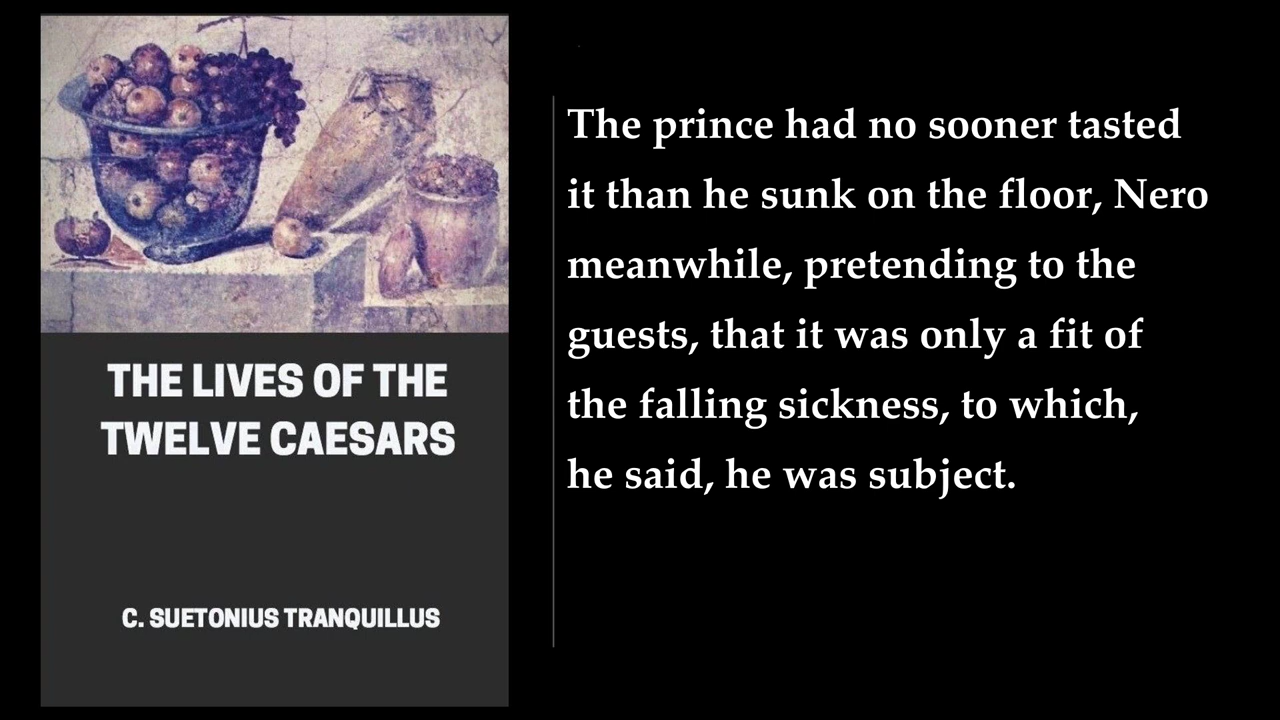 THE LIVES OF THE
TWELVE CAESARS
C. SUETONIUS TRANQUILLUS
The prince had no sooner tasted
it than he sunk on the floor, Nero
meanwhile, pretending to the
guests, that it was only a fit of
the falling sickness, to which,
he said, he was subject.